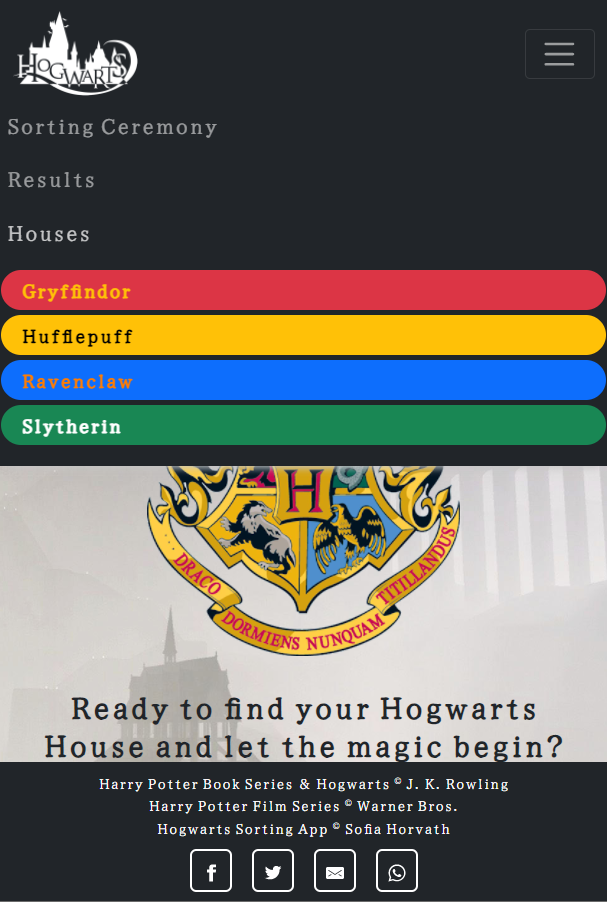 HOGWARTS
Sorting Ceremony
Results
Houses
Gryffindor
Hufflepuff
Ravenclaw
Slytherin
H
DRACO DORMIENS NUNQUAM TITILLANDUS
Ready to find your Hogwarts
House and let the magic begin?
Harry Potter Book Series & Hogwarts © J. K. Rowling
Harry Potter Film Series © Warner Bros.
Hogwarts Sorting App © Sofia Horvath